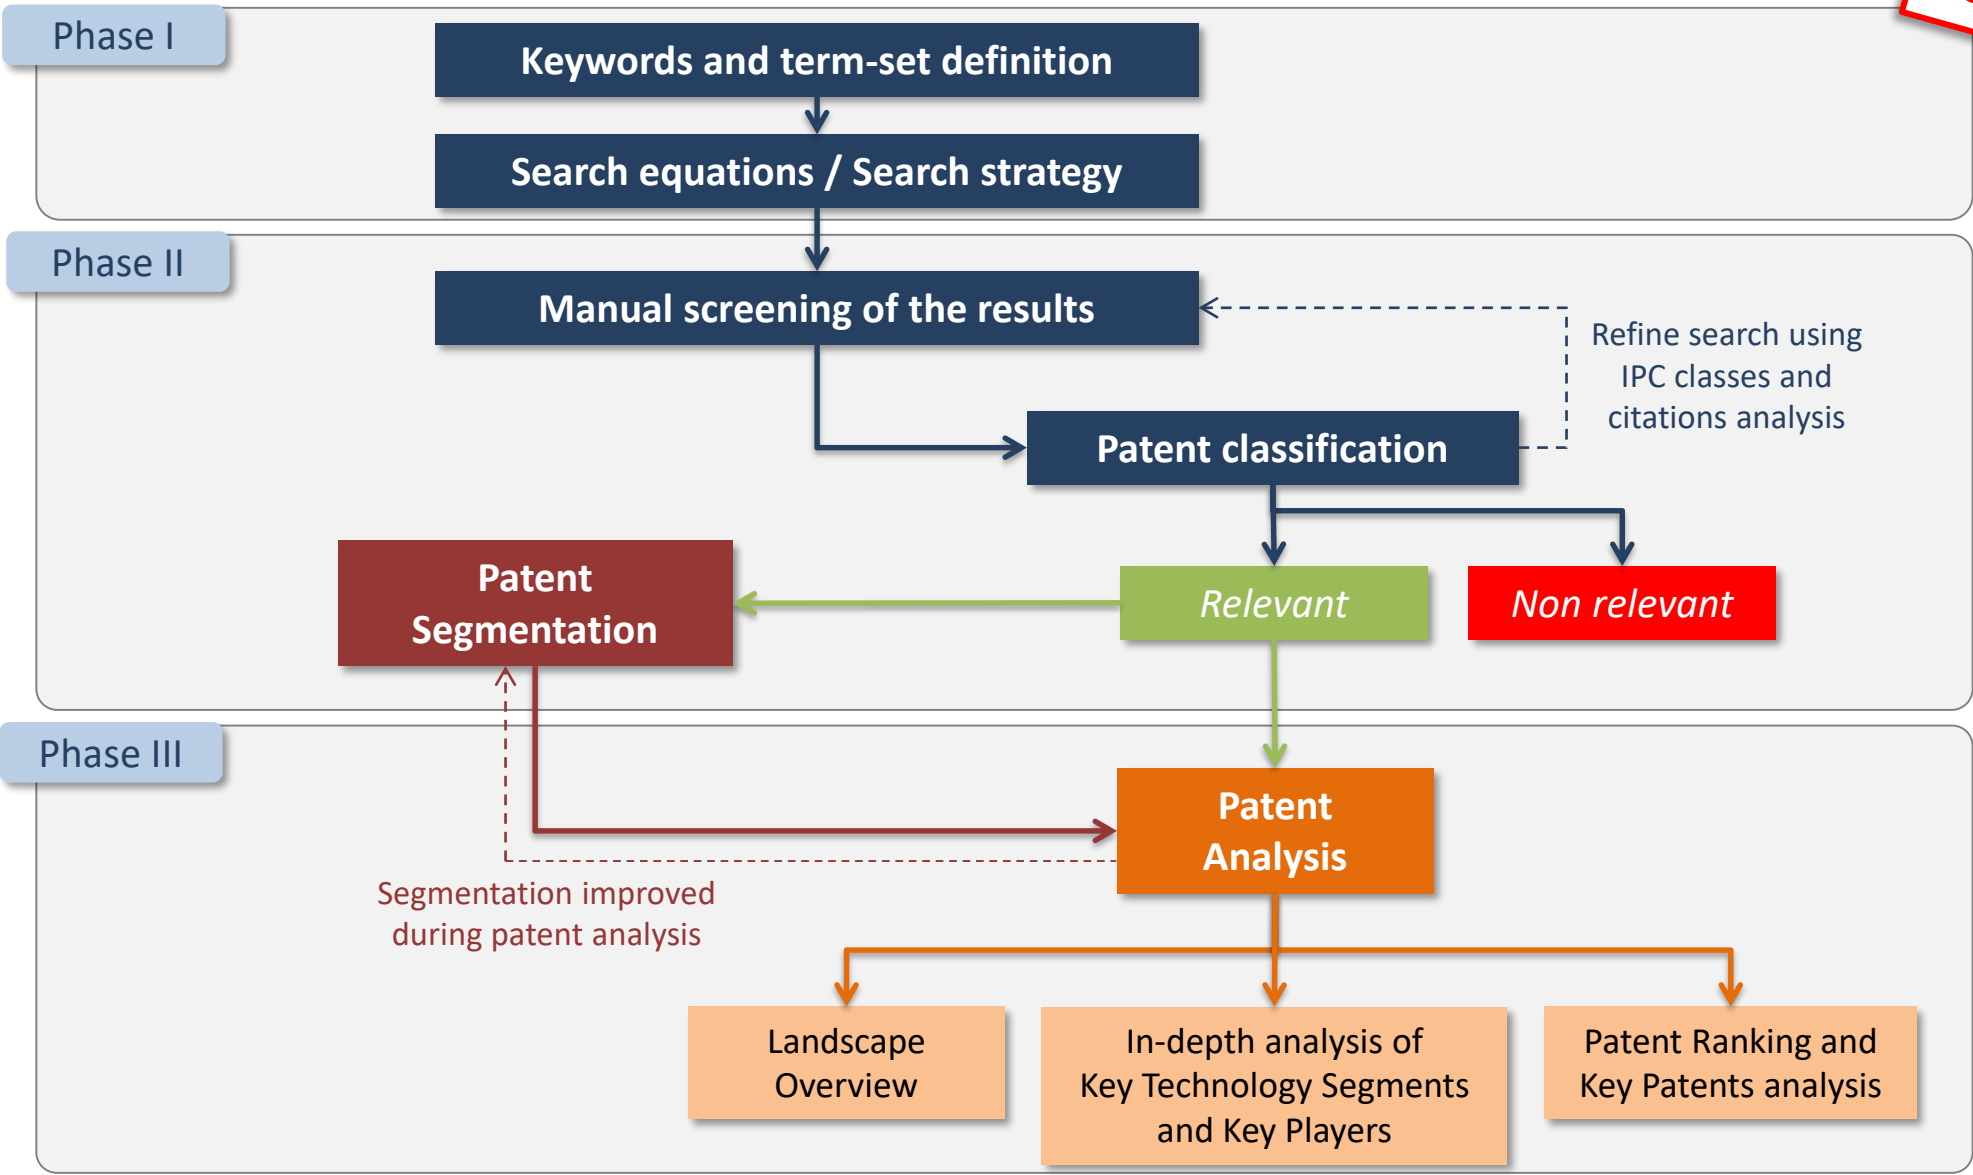 Phase I
Keywords and term-set definition
Search equations / Search strategy
Phase II
Manual screening of the results
Refine search using
IPC classes and
citations analysis
Patent classification
Patent
Segmentation
Relevant
Non relevant
Phase III
Patent
Analysis
Segmentation improved
during patent analysis
Landscape
Overview
In-depth analysis of
Key Technology Segments
and Key Players
Patent Ranking and
Key Patents analysis